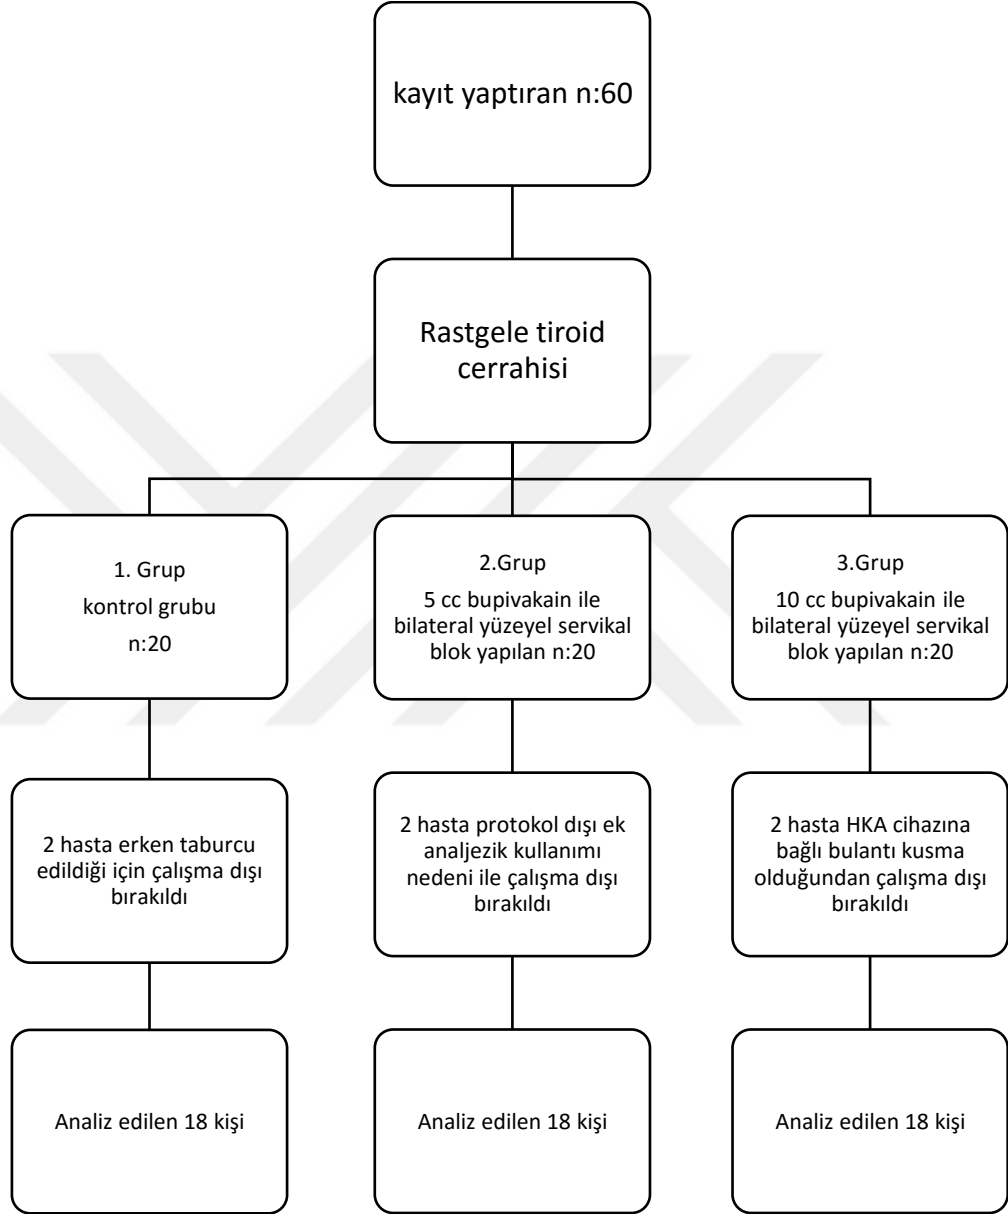 kayıt yaptıran n:60
Rastgele tiroid
cerrahisi
1. Grup
kontrol grubu
n:20
2.Grup
5 cc bupivakain ile
bilateral yüzeyel servikal
blok yapılan n:20
3.Grup
10 cc bupivakain ile
bilateral yüzeyel servikal
blok yapılan n:20
2 hasta erken taburcu
edildiği için çalışma dışı
bırakıldı
2 hasta protokol dışı ek
analjezik kullanımı
nedeni ile çalışma dışı
bırakıldı
2 hasta HKA cihazına
bağlı bulantı kusma
olduğundan çalışma dışı
bırakıldı
Analiz edilen 18 kişi
Analiz edilen 18 kişi
Analiz edilen 18 kişi